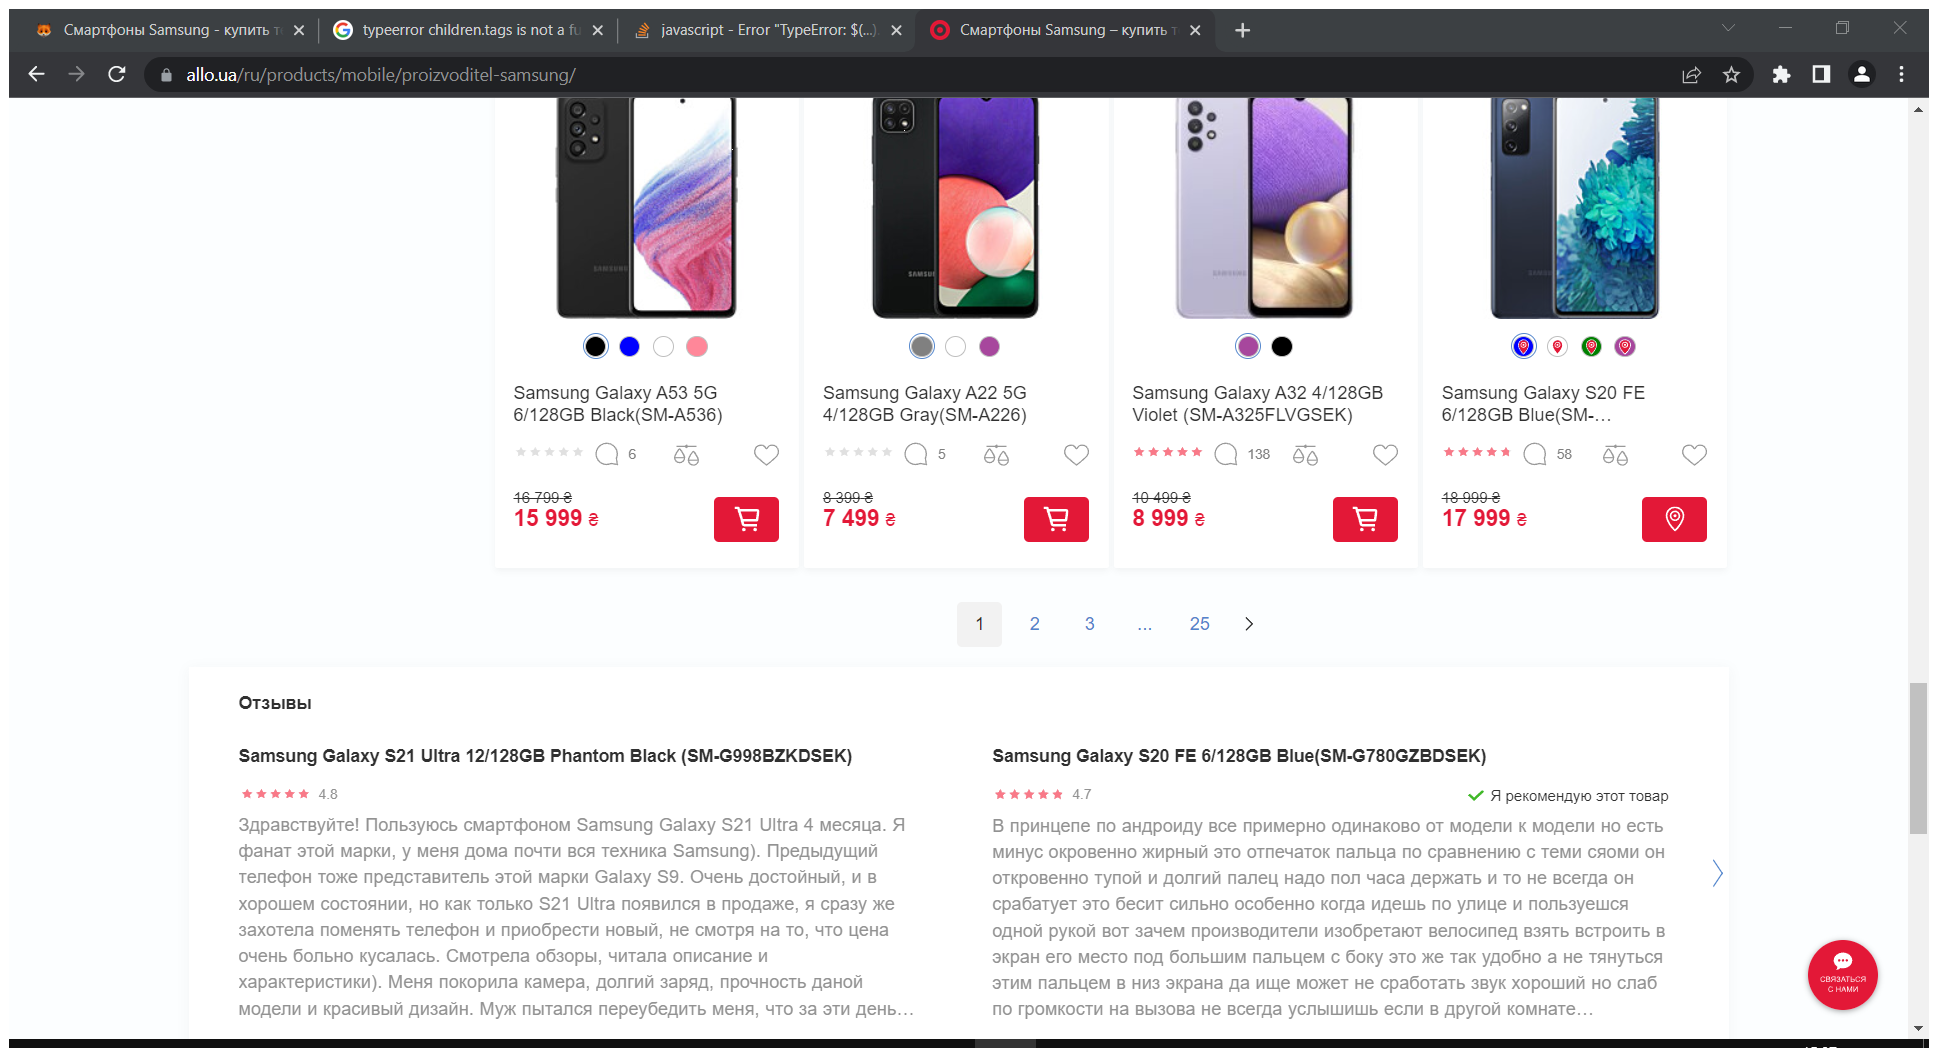 Смартфоны Samsung - купить т
typeerror children.tags is not a fu
javascript - Error "TypeError: $(...).
Смартфоны Samsung – купить т
allo.ua/ru/products/mobile/proizvoditel-samsung/
SAMSUNG
SAMSU
SAMSUNG
Samsung Galaxy A53 5G
6/128GB Black(SM-A536)
6
16 799 ₴
15 999 ₴
Samsung Galaxy A22 5G
4/128GB Gray(SM-A226)
5
8 399 ₴
7 499 ₴
Samsung Galaxy A32 4/128GB
Violet (SM-A325FLVGSEK)
138
10 499 ₴
8 999 ₴
Samsung Galaxy S20 FE
6/128GB Blue(SM-...
58
18 999 ₴
17 999 ₴
1 2 3 ... 25
Отзывы
Samsung Galaxy S21 Ultra 12/128GB Phantom Black (SM-G998BZKDSEK)
4.8
Здравствуйте! Пользуюсь смартфоном Samsung Galaxy S21 Ultra 4 месяца. Я
фанат этой марки, у меня дома почти вся техника Samsung). Предыдущий
телефон тоже представитель этой марки Galaxy S9. Очень достойный, и в
хорошем состоянии, но как только S21 Ultra появился в продаже, я сразу же
захотела поменять телефон и приобрести новый, не смотря на то, что цена
очень больно кусалась. Смотрела обзоры, читала описание и
характеристики). Меня покорила камера, долгий заряд, прочность даной
модели и красивый дизайн. Муж пытался переубедить меня, что за эти день...
Samsung Galaxy S20 FE 6/128GB Blue(SM-G780GZBDSEK)
4.7
Я рекомендую этот товар
В принцепе по андроиду все примерно одинаково от модели к модели но есть
минус окровенно жирный это отпечаток пальца по сравнению с теми сяоми он
откровенно тупой и долгий палец надо пол часа держать и то не всегда он
срабатует это бесит сильно особенно когда идешь по улице и пользуешся
одной рукой вот зачем производители изобретают велосипед взять встроить в
экран его место под большим пальцем с боку это же так удобно а не тянуться
этим пальцем в низ экрана да ище может не сработать звук хороший но слаб
по громкости на вызова не всегда услышишь если в другой комнате...
СВЯЗАТЬСЯ
С НАМИ